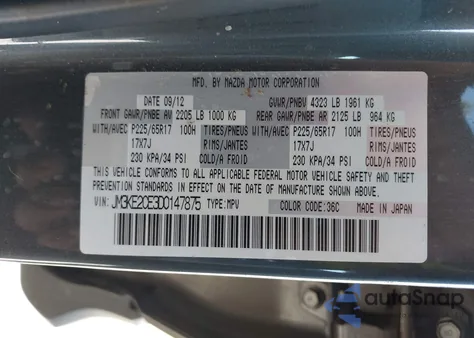 MFD. BY MAZDA MOTOR CORPORATION
DATE 09/12 GVWR/PNBV 4323 LB 1961 KG
FRONT GAWR/PNBE AV 2205 LB 1000 KG REAR GAWR/PNBE AR 2125 LB 964 KG
WITH/AVEC P225/65R17 100H TIRES/PNEUS WITH/AVEC P225/65R17 100H TIRES/PNEUS
17X7J RIMS/JANTES 17X7J RIMS/JANTES
230 KPA/34 PSI COLD/A FROID 230 KPA/34 PSI COLD/A FROID
THIS VEHICLE CONFORMS TO ALL APPLICABLE FEDERAL MOTOR VEHICLE SAFETY,
BUMPER, AND THEFT PREVENTION STANDARDS IN EFFECT ON THE DATE OF MANUFACTURE SHOWN ABOVE.
VIN: JM3KE2CE3D0147875 TYPE:MPV COLOR CODE:36C MADE IN JAPAN
autoSnap